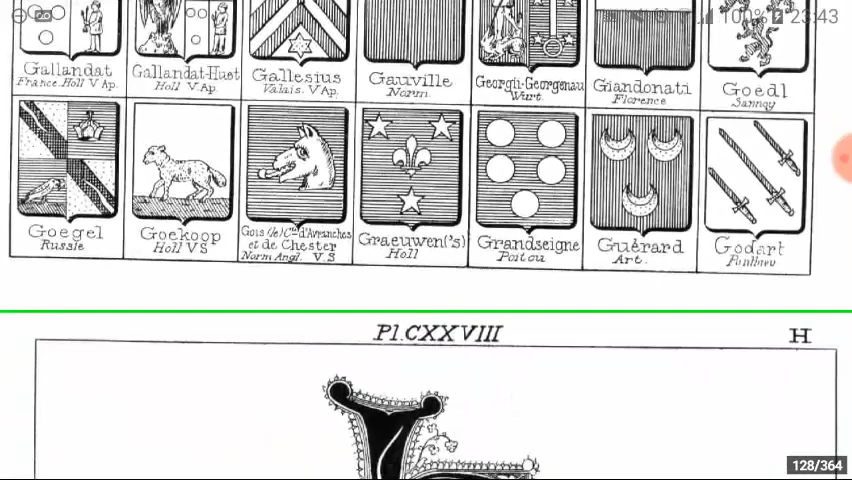 100% 23:43
Gallandat
France. Holl. V Ap.
Gallandat-Huet
Holl. V. Ap.
Gallesius
Valais. V Ap.
Gauville
Norm.
Georgii-Georgenau
Wurt.
Giandonati
Florence
Goedl
Goegel
Russie
Goekoop
Holl VS
Gois (le) Cte d'Avranches
et de Chester
Norm Angl. V.S
Graeuwen('s)
Holl
Grandseigne
Poitou
Guérard
Art.
Godart
Pl.CXXVIII
H
128/364